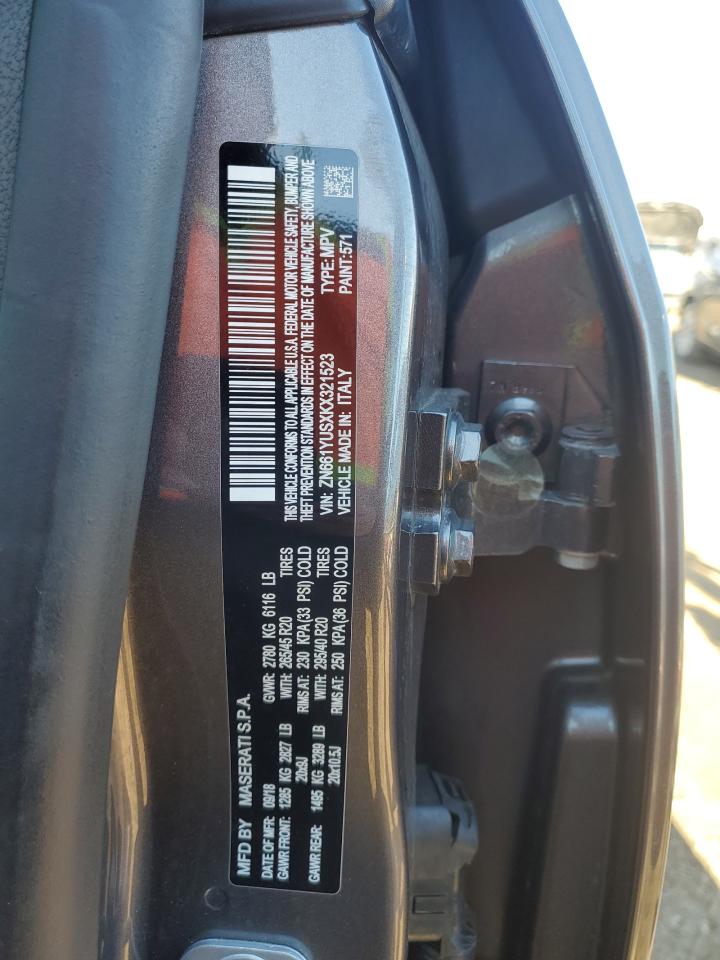 MFD BY MASERATI S.P.A.
DATE OF MFR: 09/18 GVWR: 2780 KG 6116 LB
GAWR FRONT: 1285 KG 2827 LB WITH: 265/45 R20 TIRES
20x9J RIMS AT: 230 KPA(33 PSI) COLD
GAWR REAR: 1495 KG 3289 LB WITH: 295/40 R20 TIRES
20x10.5J RIMS AT: 250 KPA(36 PSI) COLD
THIS VEHICLE CONFORMS TO ALL APPLICABLE U.S.A. FEDERAL MOTOR VEHICLE SAFETY, BUMPER AND
THEFT PREVENTION STANDARDS IN EFFECT ON THE DATE OF MANUFACTURE SHOWN ABOVE
VIN: ZN661YUSXKX321523 TYPE: MPV
VEHICLE MADE IN: ITALY PAINT:571